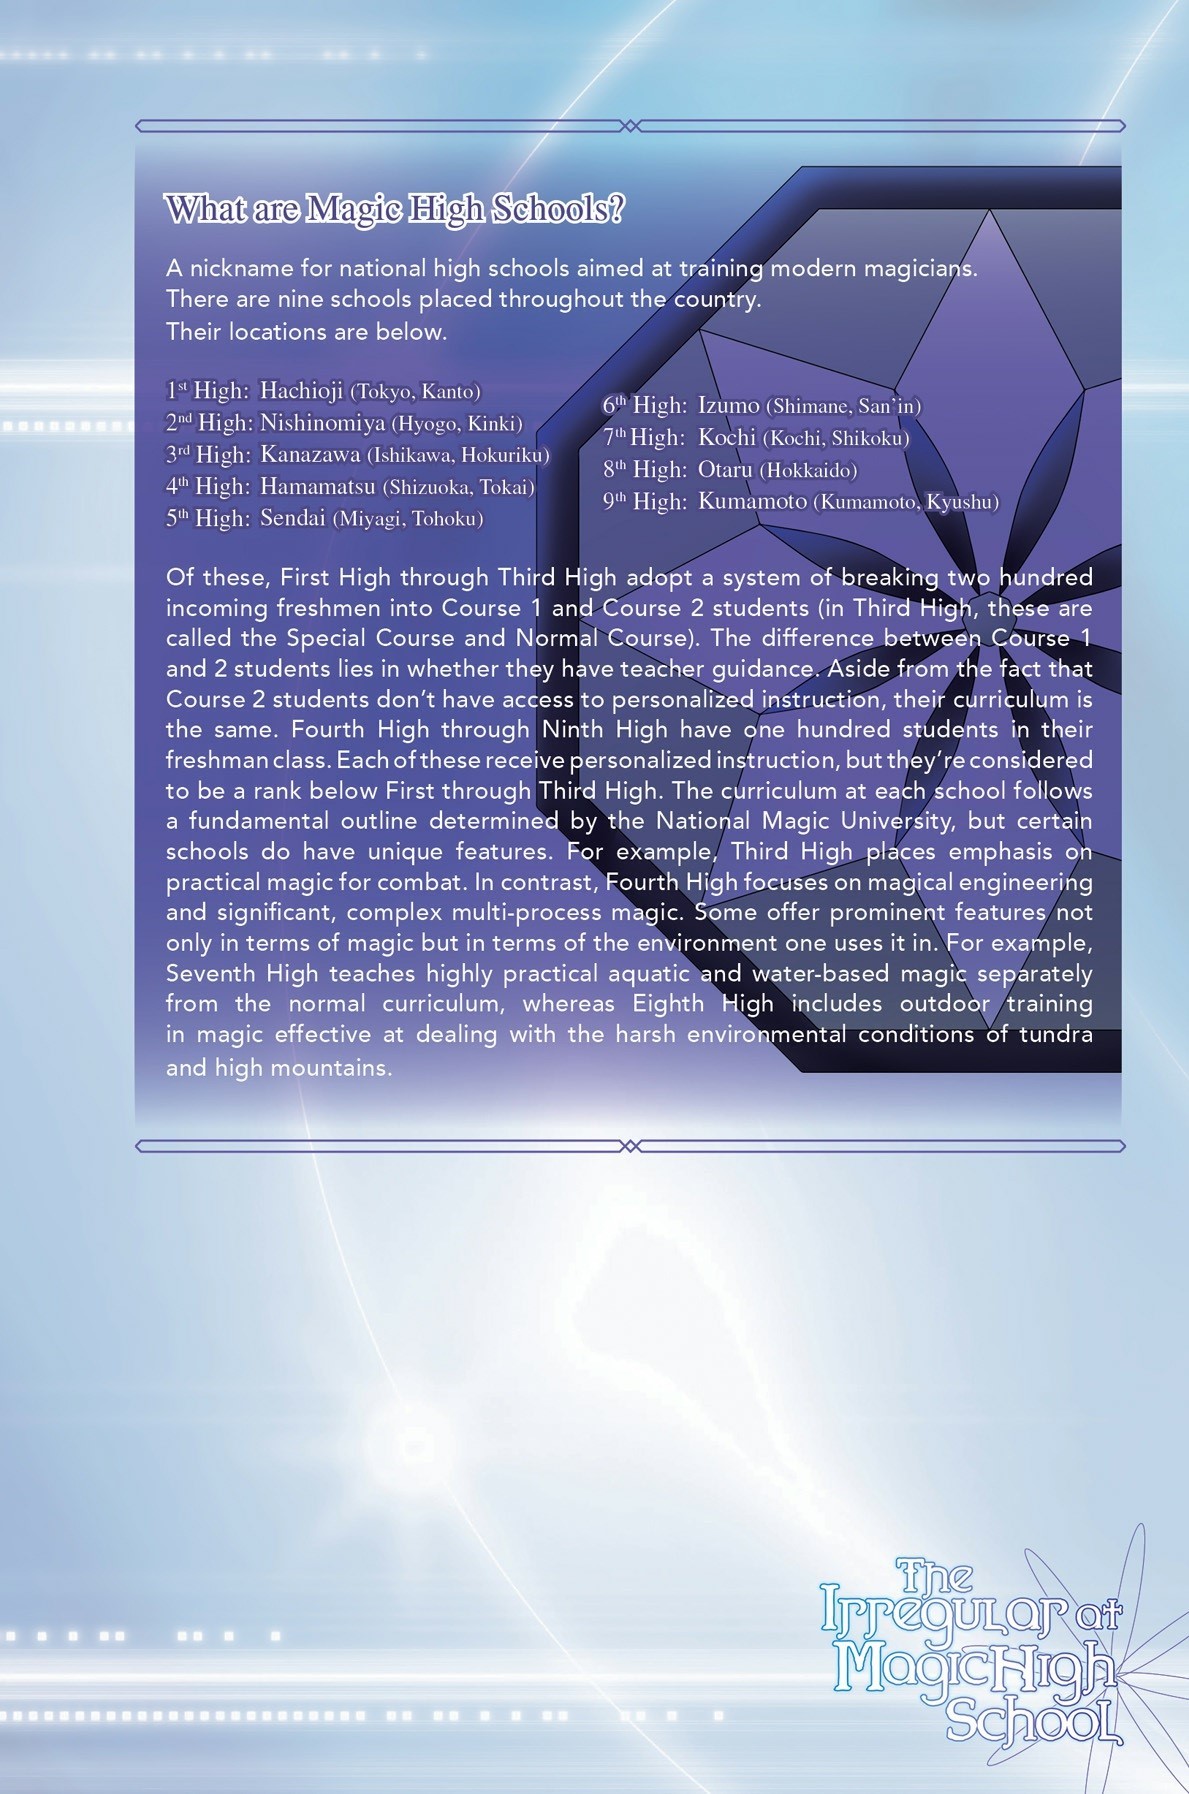 What are Magic High Schools?
A nickname for national high schools aimed at training modern magicians.
There are nine schools placed throughout the country.
Their locations are below.
1st High: Hachioji (Tokyo, Kanto)
2nd High: Nishinomiya (Hyogo, Kinki)
3rd High: Kanazawa (Ishikawa, Hokuriku)
4th High: Hamamatsu (Shizuoka, Tokai)
5th High: Sendai (Miyagi, Tohoku)
6th High: Izumo (Shimane, San'in)
7th High: Kochi (Kochi, Shikoku)
8th High: Otaru (Hokkaido)
9th High: Kumamoto (Kumamoto, Kyushu)
Of these, First High through Third High adopt a system of breaking two hundred
incoming freshmen into Course 1 and Course 2 students (in Third High, these are
called the Special Course and Normal Course). The difference between Course 1
and 2 students lies in whether they have teacher guidance. Aside from the fact that
Course 2 students don't have access to personalized instruction, their curriculum is
the same. Fourth High through Ninth High have one hundred students in their
freshman class. Each of these receive personalized instruction, but they're considered
to be a rank below First through Third High. The curriculum at each school follows
a fundamental outline determined by the National Magic University, but certain
schools do have unique features. For example, Third High places emphasis on
practical magic for combat. In contrast, Fourth High focuses on magical engineering
and significant, complex multi-process magic. Some offer prominent features not
only in terms of magic but in terms of the environment one uses it in. For example,
Seventh High teaches highly practical aquatic and water-based magic separately
from the normal curriculum, whereas Eighth High includes outdoor training
in magic effective at dealing with the harsh environmental conditions of tundra
and high mountains.
The
Irregular at
Magic High
School